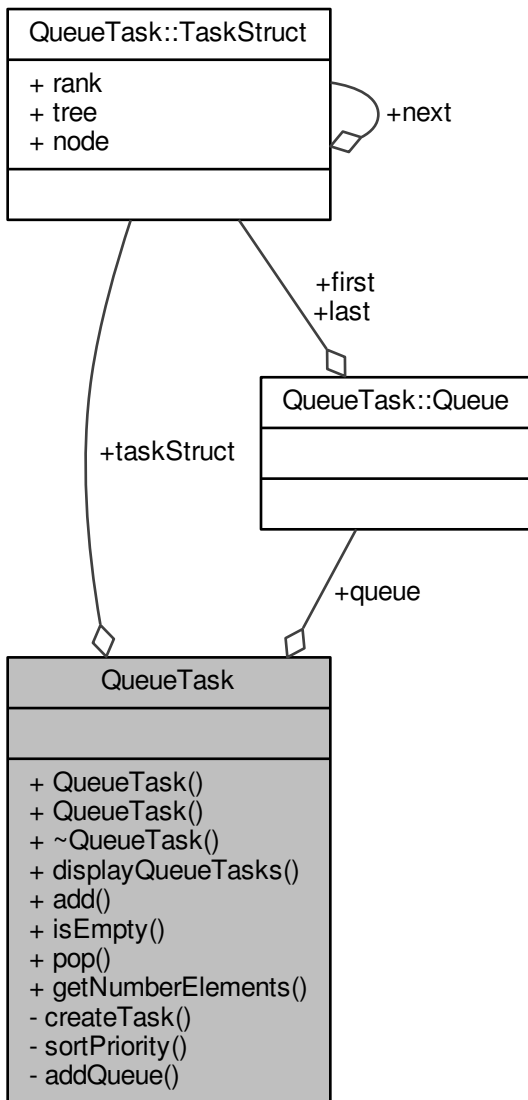 QueueTask::TaskStruct
+ rank
+ tree
+ node
+next
+first
+last
QueueTask::Queue
+taskStruct
+queue
QueueTask
+ QueueTask()
+ QueueTask()
+ ~QueueTask()
+ displayQueueTasks()
+ add()
+ isEmpty()
+ pop()
+ getNumberElements()
- createTask()
- sortPriority()
- addQueue()